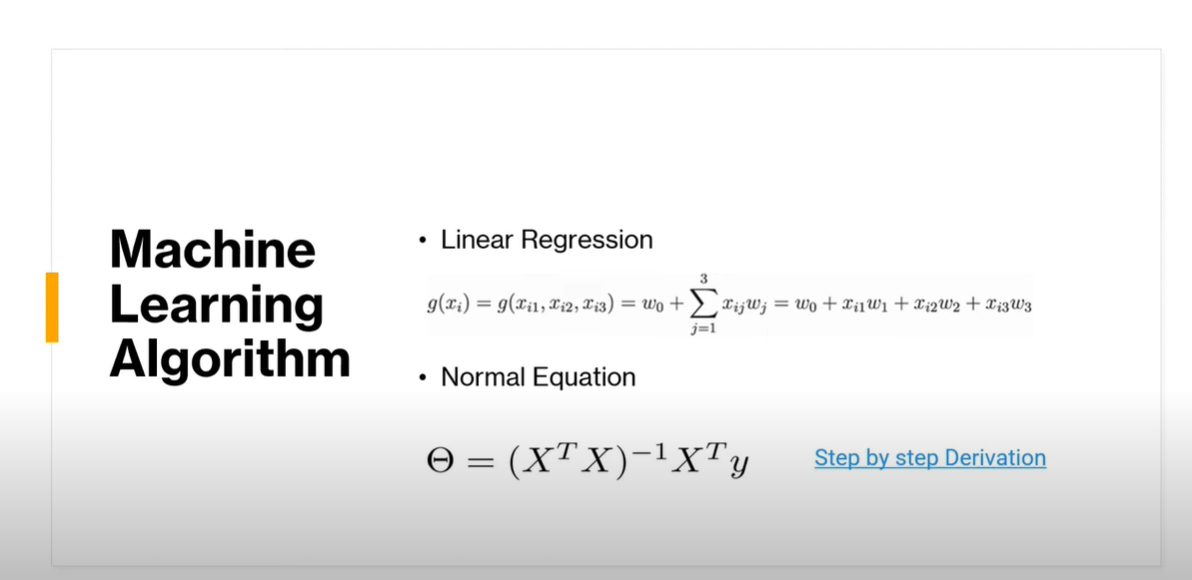 Machine
Learning
Algorithm
• Linear Regression
g(x_i) = g(x_{i1}, x_{i2}, x_{i3}) = w_0 + \sum_{j=1}^{3} x_{ij}w_j = w_0 + x_{i1}w_1 + x_{i2}w_2 + x_{i3}w_3
• Normal Equation
Θ = (X^T X)^{-1} X^T y
Step by step Derivation